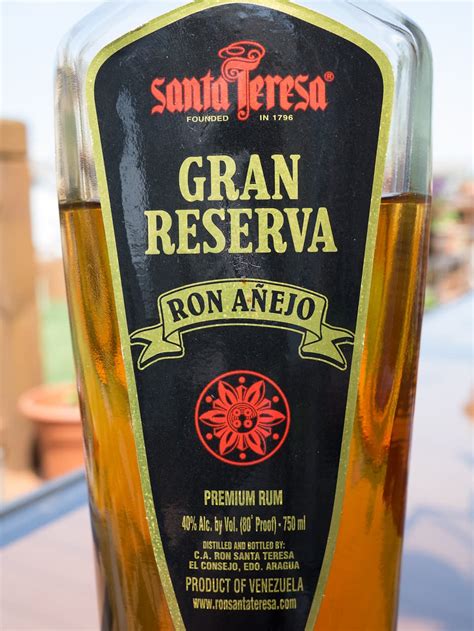 Santa Teresa®
FOUNDED IN 1796
GRAN
RESERVA
RON AÑEJO
PREMIUM RUM
40% Alc. by Vol. (80° Proof) - 750 ml
DISTILLED AND BOTTLED BY:
C.A. RON SANTA TERESA
EL CONSEJO, EDO. ARAGUA
PRODUCT OF VENEZUELA
www.ronsantateresa.com